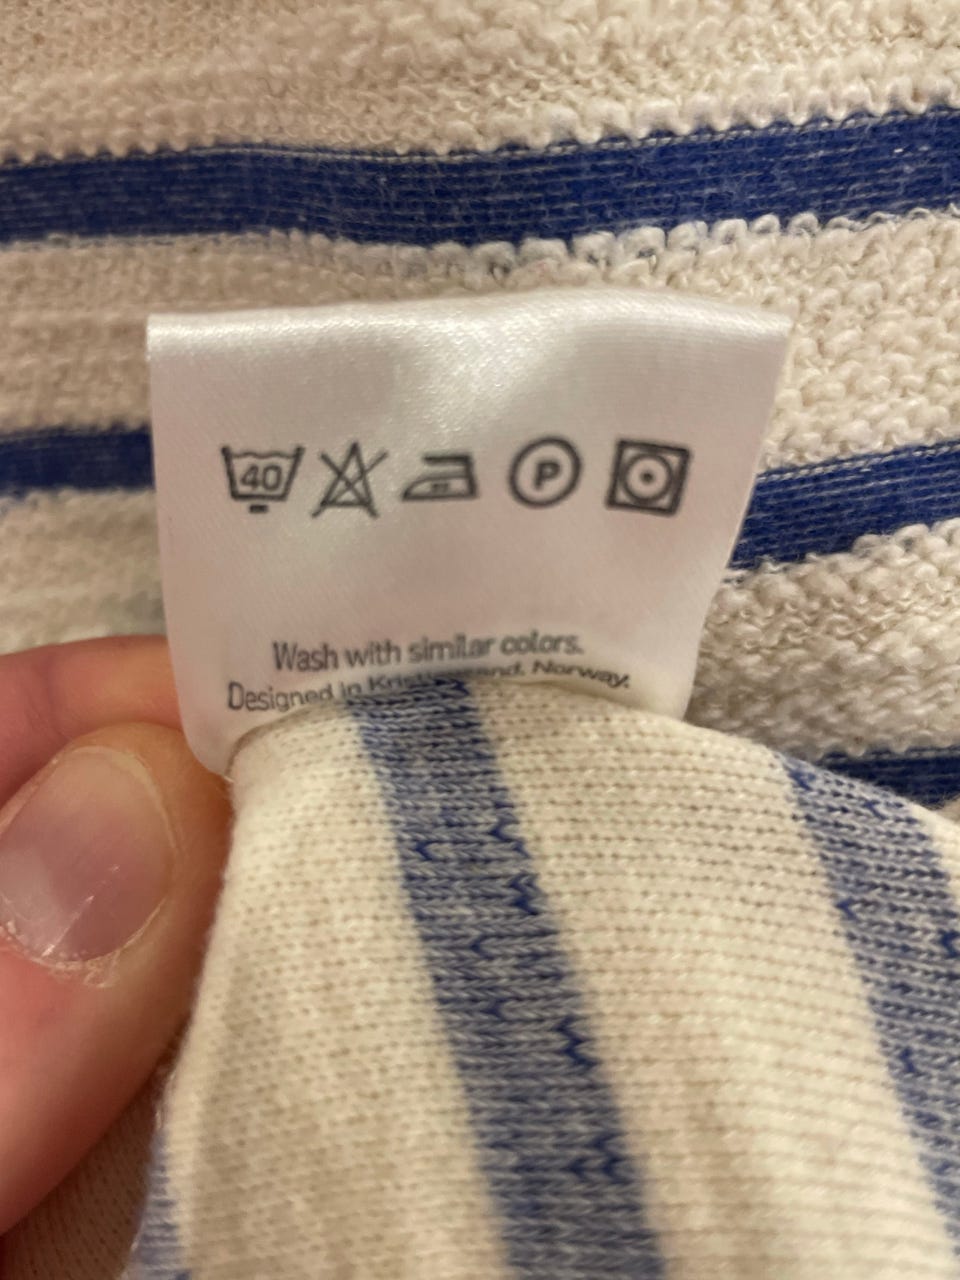 40 P
Wash with similar colors.
Designed in Norway.